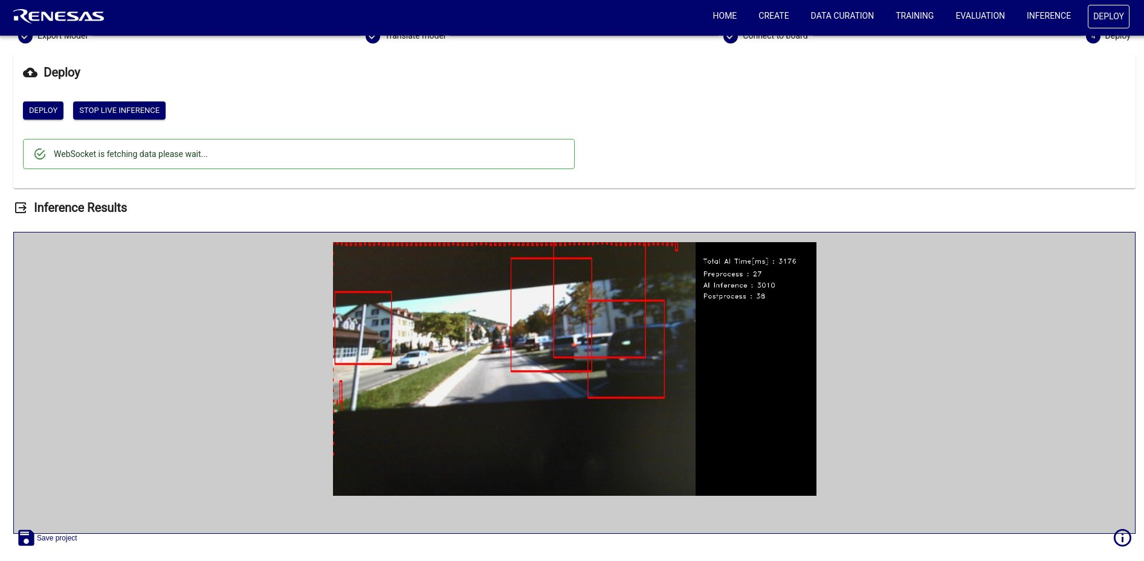 RENESAS
HOME CREATE DATA CURATION TRAINING EVALUATION INFERENCE DEPLOY
Export Model Translate model Connect to Board 4 Deploy
Deploy
DEPLOY STOP LIVE INFERENCE
WebSocket is fetching data please wait...
Inference Results
Total AI Time[ms] : 3176
Preprocess : 27
AI Inference : 3010
Postprocess : 38
Save project